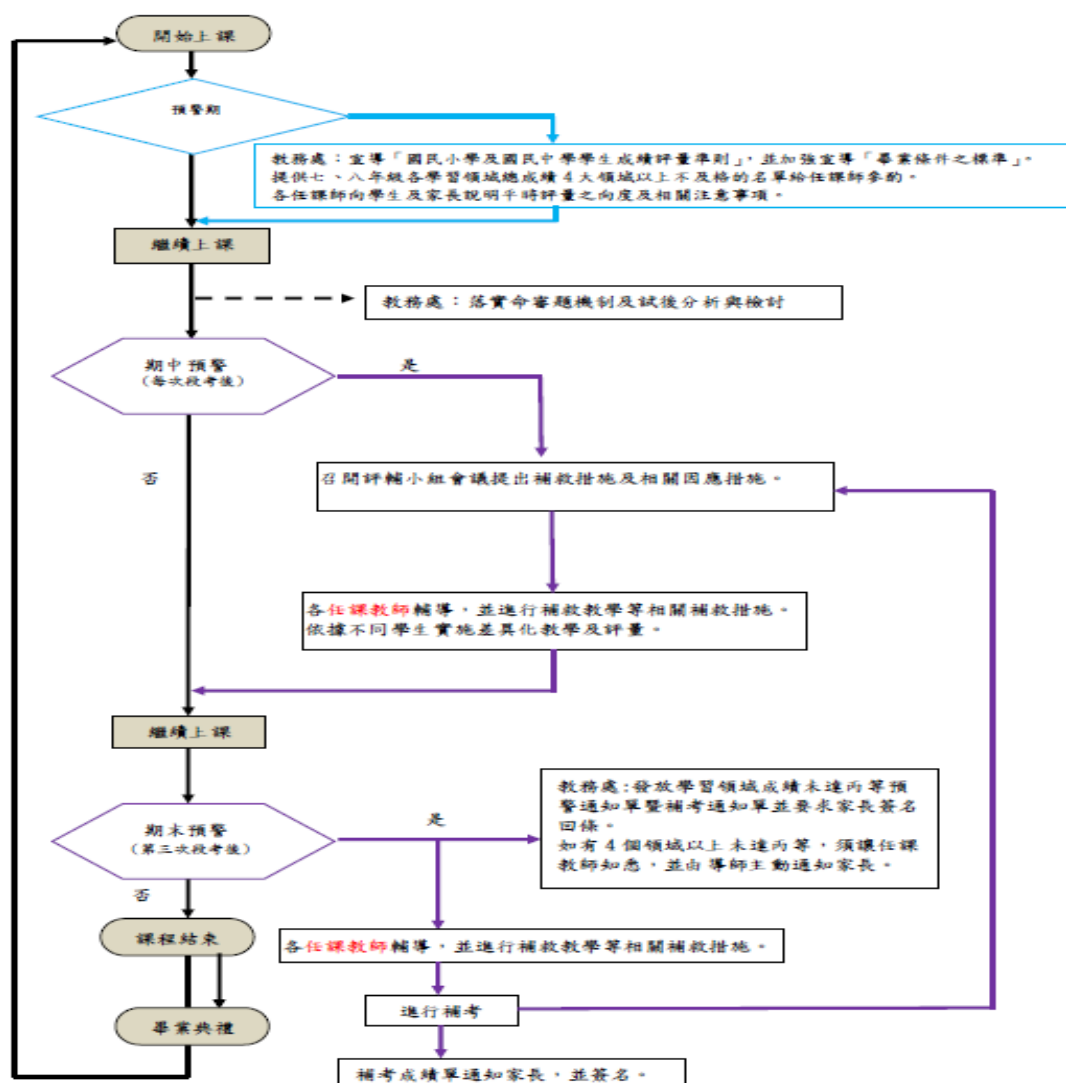 開始上課
預警期
教務處：宣導「國民小學及國民中學學生成績評量準則」，並加強宣導「畢業條件之標準」。
提供七、八年級各學習領域總成績4大領域以上不及格的名單給任課師參酌。
各任課師向學生及家長說明平時評量之向度及相關注意事項。
繼續上課
教務處：落實命審題機制及試後分析與檢討
期中預警
（每次段考後）
是
否
召開評輔小組會議提出補救措施及相關因應措施。
各任課教師輔導，並進行補救教學等相關補救措施。
依據不同學生實施差異化教學及評量。
繼續上課
教務處:發放學習領域成績未達丙等預
警通知單暨補考通知單並要求家長簽名
回條。
如有4個領域以上未達丙等，須讓任課
教師知悉，並由導師主動通知家長。
期末預警
（第三次段考後）
是
否
課程結束
各任課教師輔導，並進行補救教學等相關補救措施。
進行補考
畢業典禮
補考成績單通知家長，並簽名。